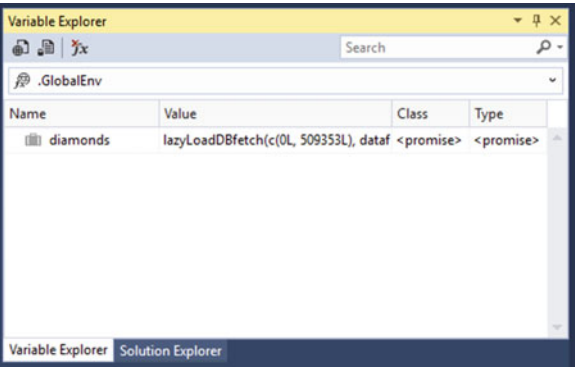 Variable Explorer
Search
.GlobalEnv
Name Value Class Type
diamonds lazyLoadDBfetch(c(0L, 509353L), dataf <promise> <promise>
Variable Explorer Solution Explorer